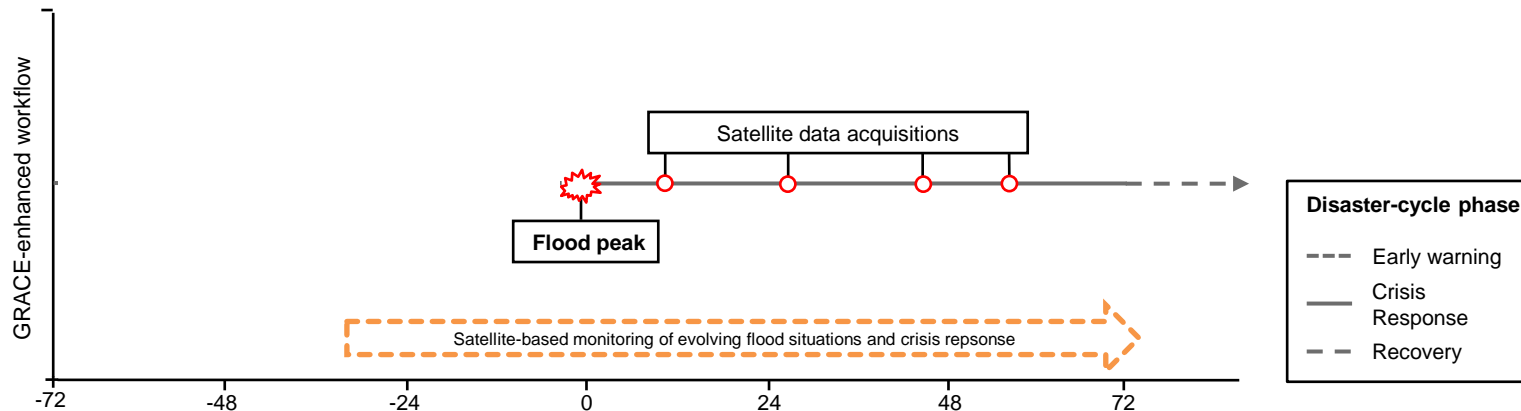 GRACE-enhanced workflow
Satellite data acquisitions
Flood peak
Disaster-cycle phase
Early warning
Crisis
Response
Recovery
Satellite-based monitoring of evolving flood situations and crisis repsonse
-72 -48 -24 0 24 48 72